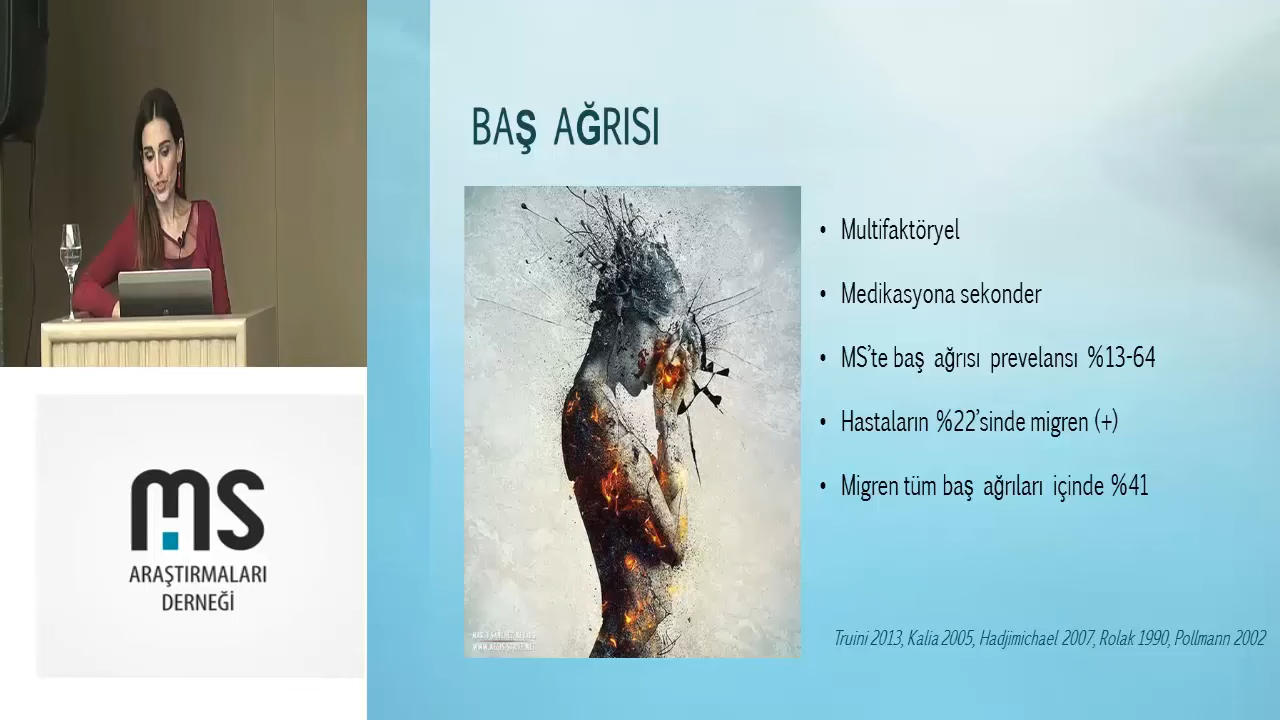 BAŞ AĞRISI
• Multifaktöryel
• Medikasyona sekonder
• MS'te baş ağrısı prevelansı %13-64
• Hastaların %22'sinde migren (+)
• Migren tüm baş ağrıları içinde %41
Truini 2013, Kalia 2005, Hadjimichael 2007, Rolak 1990, Pollmann 2002
MS
ARAŞTIRMALARI
DERNEĞİ